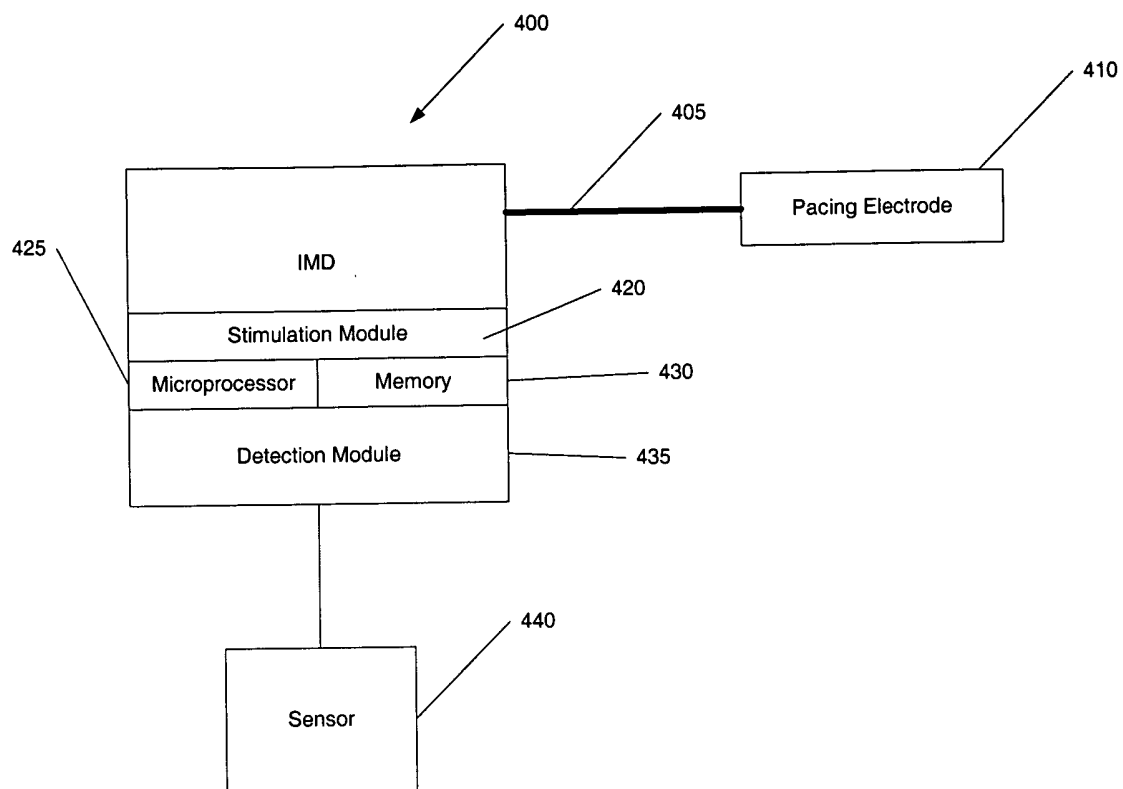 400
410
405
Pacing Electrode
425
IMD
420
Stimulation Module
Microprocessor
Memory
430
Detection Module
435
440
Sensor